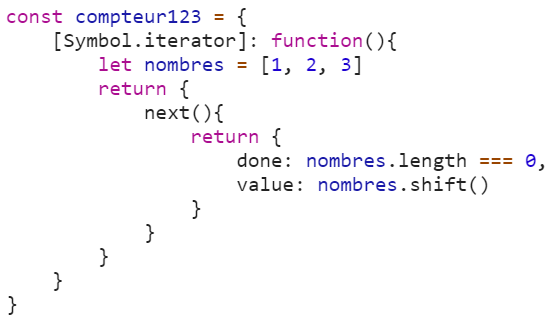 const compteur123 = {
    [Symbol.iterator]: function(){
        let nombres = [1, 2, 3]
        return {
            next(){
                return {
                    done: nombres.length === 0,
                    value: nombres.shift()
                }
            }
        }
    }
}